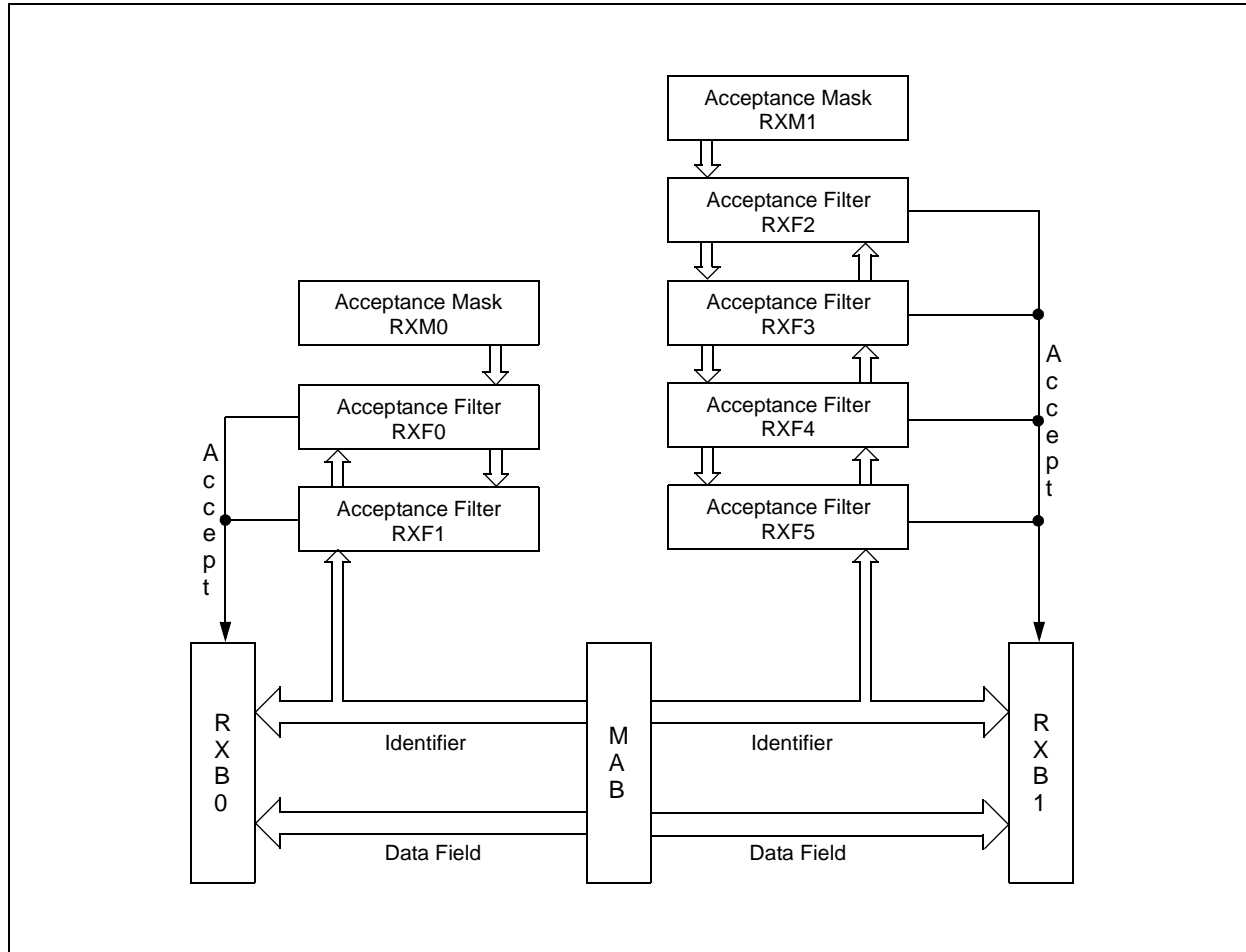 Acceptance Mask
RXM1
Acceptance Filter
RXF2
Acceptance Mask
RXM0
Acceptance Filter
RXF3
Acceptance Filter
RXF0
Acceptance Filter
RXF4
Accept
Accept
Acceptance Filter
RXF1
Acceptance Filter
RXF5
RXB0
Identifier
MAB
Identifier
RXB1
Data Field
Data Field